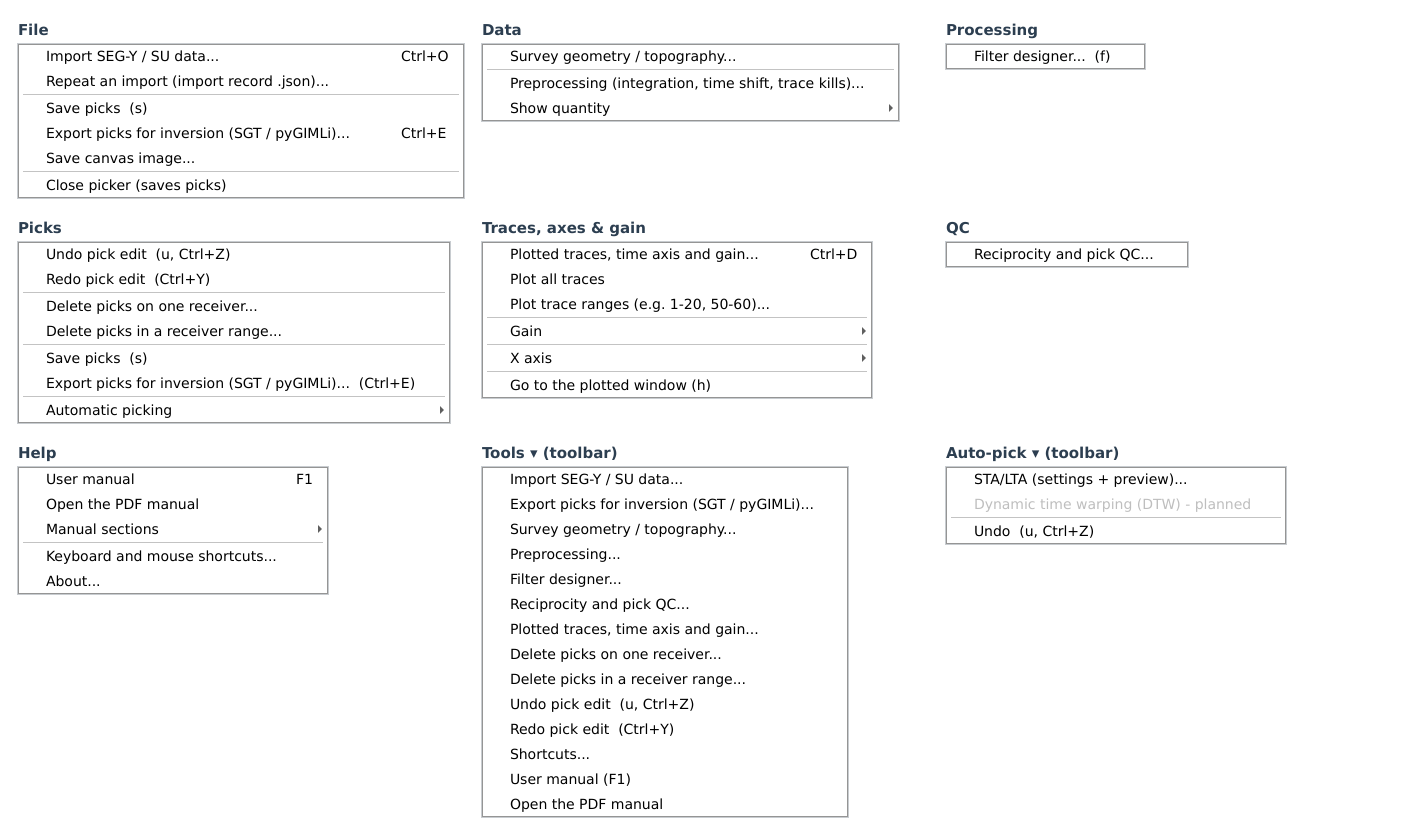 File
Import SEG-Y / SU data... Ctrl+O
Repeat an import (import record .json)...
Save picks (s)
Export picks for inversion (SGT / pyGIMLi)... Ctrl+E
Save canvas image...
Close picker (saves picks)
Data
Survey geometry / topography...
Preprocessing (integration, time shift, trace kills)...
Show quantity
Processing
Filter designer... (f)
Picks
Undo pick edit (u, Ctrl+Z)
Redo pick edit (Ctrl+Y)
Delete picks on one receiver...
Delete picks in a receiver range...
Save picks (s)
Export picks for inversion (SGT / pyGIMLi)... (Ctrl+E)
Automatic picking
Traces, axes & gain
Plotted traces, time axis and gain... Ctrl+D
Plot all traces
Plot trace ranges (e.g. 1-20, 50-60)...
Gain
X axis
Go to the plotted window (h)
QC
Reciprocity and pick QC...
Help
User manual F1
Open the PDF manual
Manual sections
Keyboard and mouse shortcuts...
About...
Tools ▾ (toolbar)
Import SEG-Y / SU data...
Export picks for inversion (SGT / pyGIMLi)...
Survey geometry / topography...
Preprocessing...
Filter designer...
Reciprocity and pick QC...
Plotted traces, time axis and gain...
Delete picks on one receiver...
Delete picks in a receiver range...
Undo pick edit (u, Ctrl+Z)
Redo pick edit (Ctrl+Y)
Shortcuts...
User manual (F1)
Open the PDF manual
Auto-pick ▾ (toolbar)
STA/LTA (settings + preview)...
Dynamic time warping (DTW) - planned
Undo (u, Ctrl+Z)